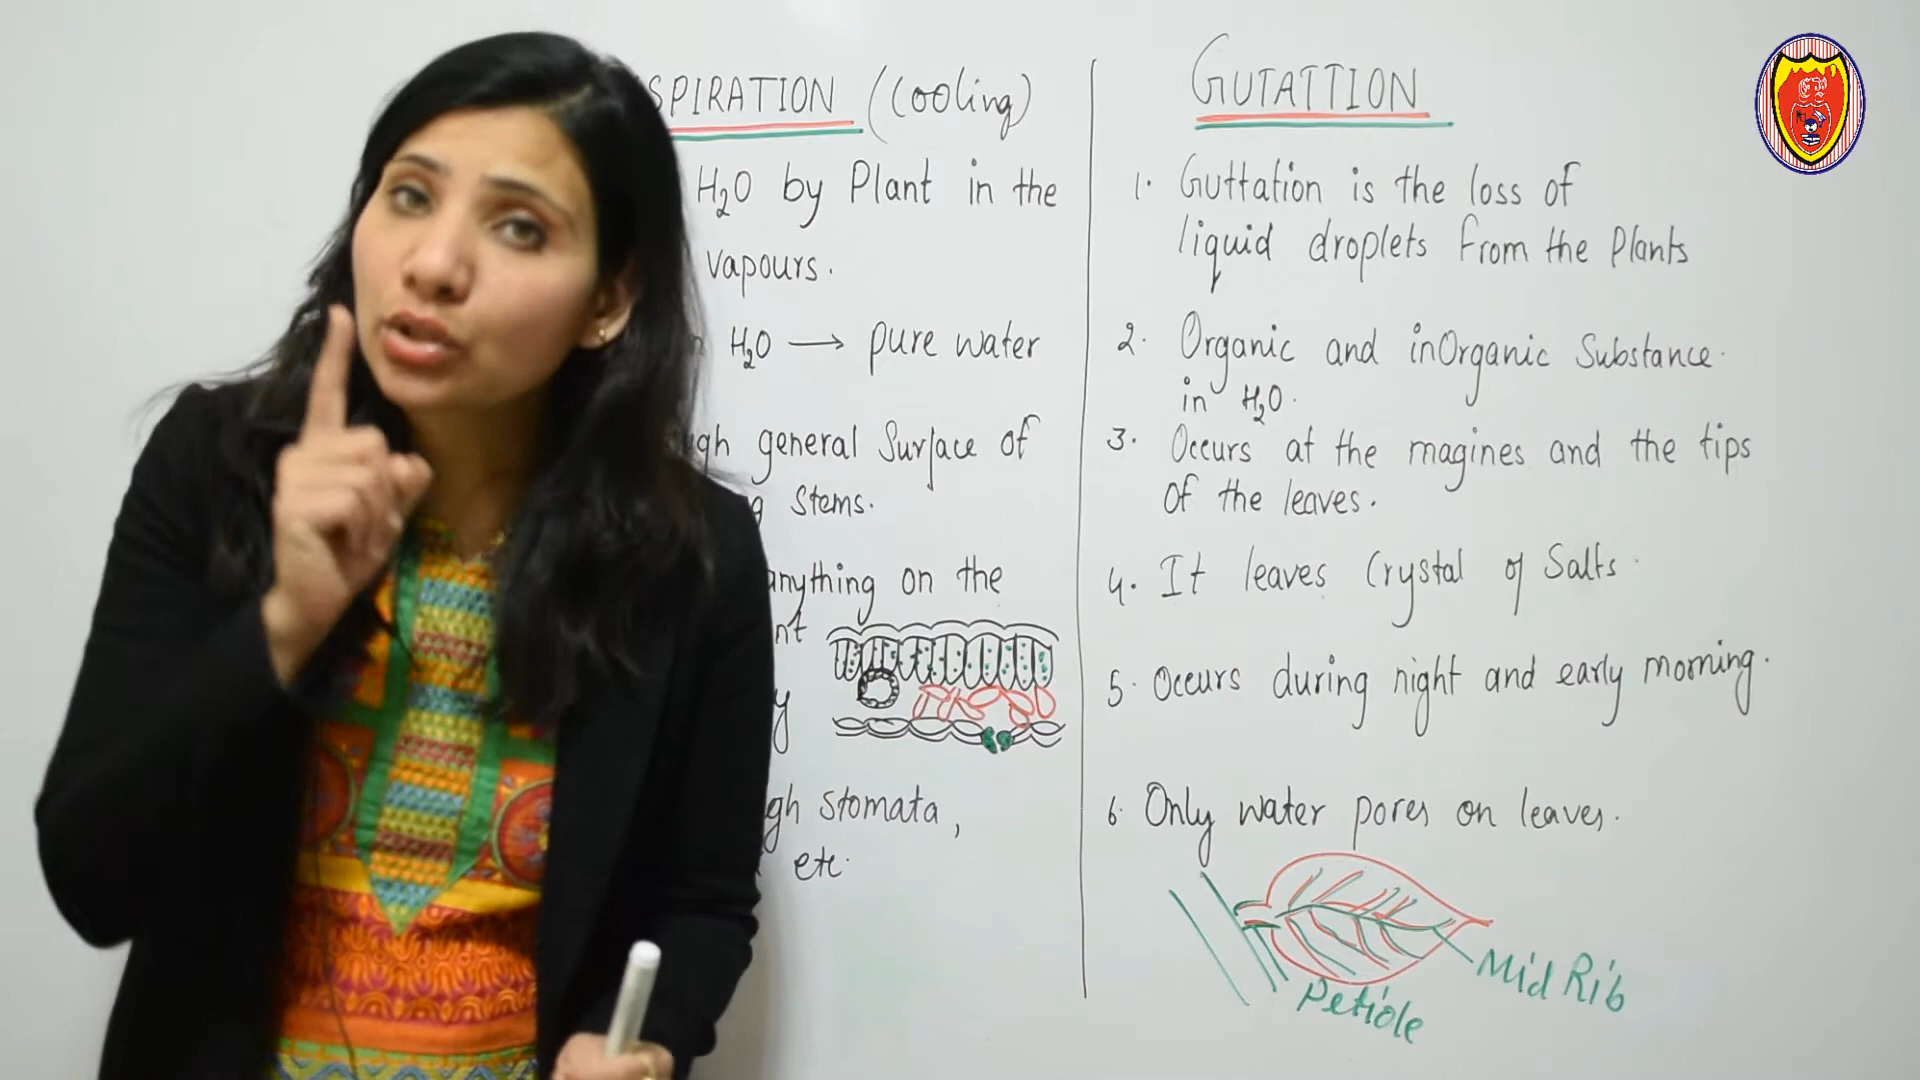 SPIRATION (Cooling)
H2O by Plant in the
vapours.
H2O → pure water
general Surface of
Stems.
anything on the
stomata,
etc.
GUTATTION
1. Guttation is the loss of
liquid droplets from the Plants
2. Organic and inOrganic Substance.
in H2O.
3. Occurs at the magines and the tips
Of the leaves.
4. It leaves Crystal of Salts.
5. Occurs during night and early morning.
6. Only water pores on leaves.
Mid Rib
Petiole